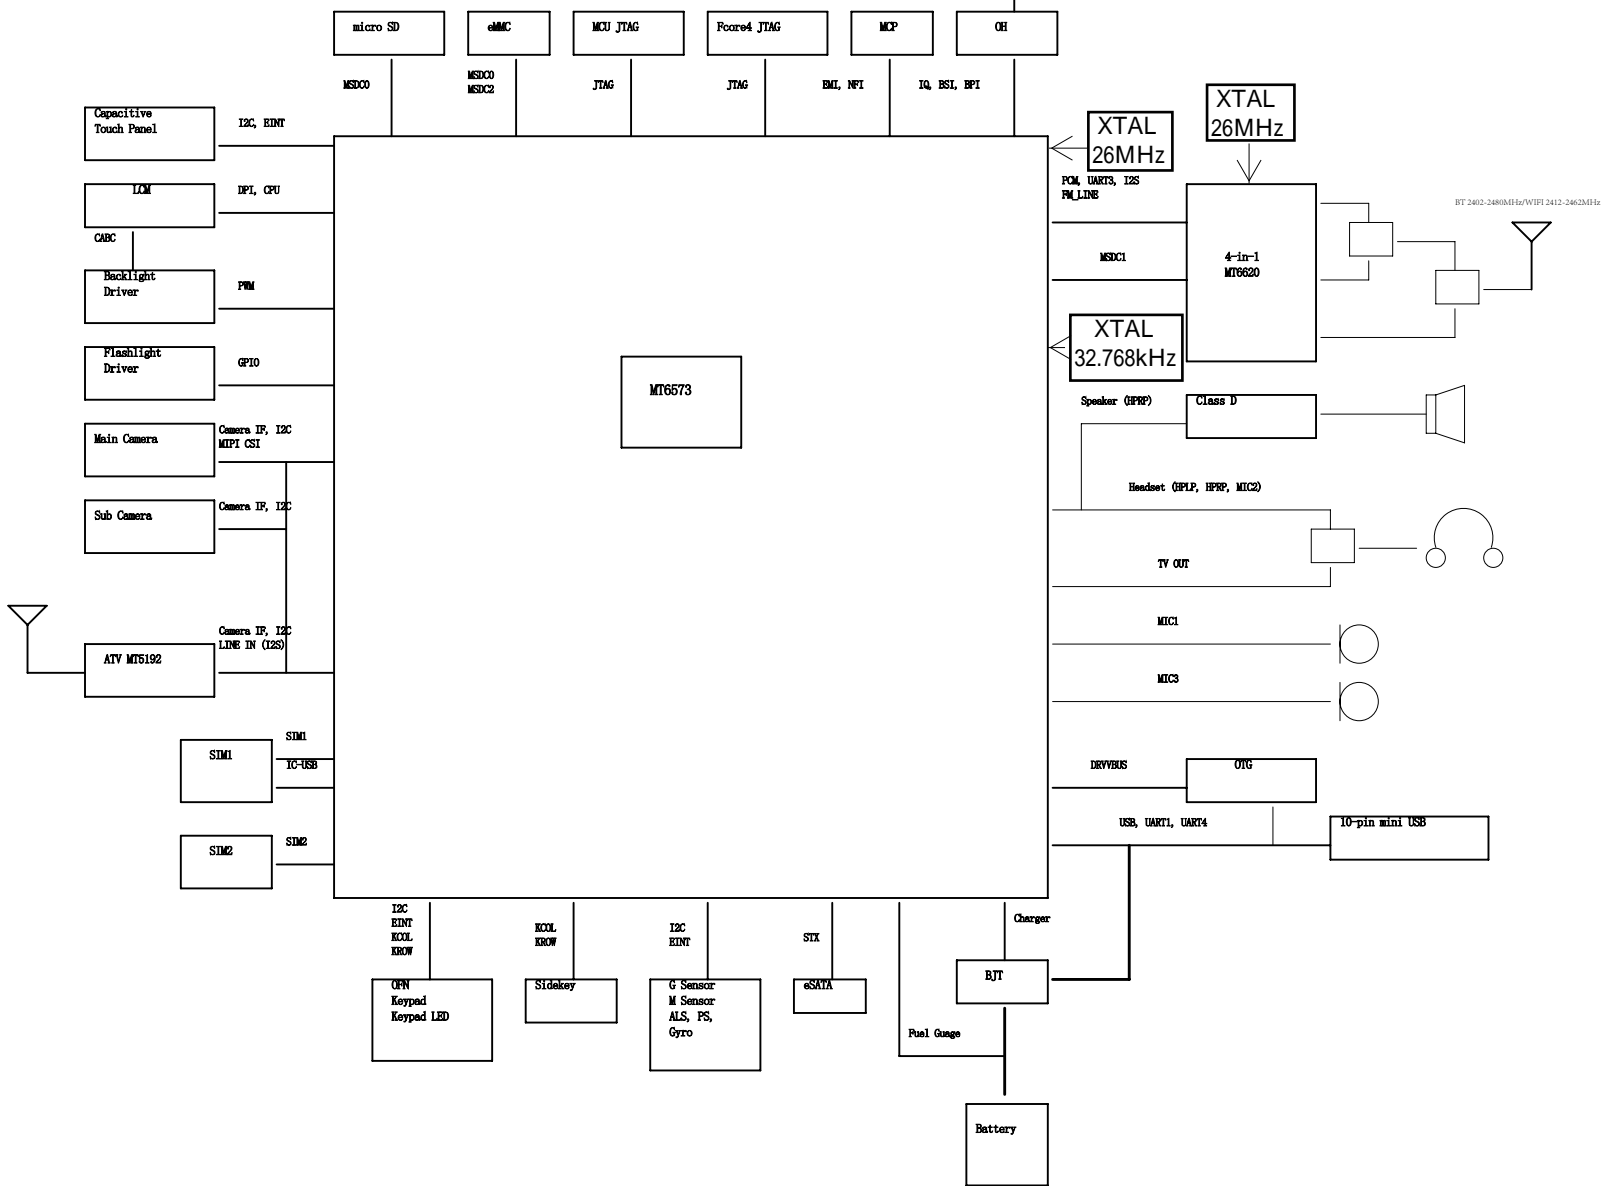 micro SD
eMMC
MCU JTAG
Fcore4 JTAG
MCP
OH
MSDC0
MSDC0
MSDC2
JTAG
JTAG
EMI, NFI
IQ, BSI, BPI
Capacitive
Touch Panel
I2C, EINT
LCM
DPI, CPU
CABC
Backlight
Driver
PWM
Flashlight
Driver
GPIO
Main Camera
Camera IF, I2C
MIPI CSI
Sub Camera
Camera IF, I2C
ATV MT5192
Camera IF, I2C
LINE IN (I2S)
SIM1
SIM1
IC-USB
SIM2
SIM2
MT6573
XTAL
26MHz
XTAL
26MHz
PCM, UART3, I2S
FM_LINE
MSDC1
4-in-1
MT6620
BT 2402-2480MHz/WIFI 2412-2462MHz
XTAL
32.768kHz
Speaker (HPRP)
Class D
Headset (HPLP, HPRP, MIC2)
TV OUT
MIC1
MIC3
DRVVBUS
OTG
USB, UART1, UART4
10-pin mini USB
I2C
EINT
KCOL
KROW
OFN
Keypad
Keypad LED
KCOL
KROW
Sidekey
I2C
EINT
G Sensor
M Sensor
ALS, PS,
Gyro
STX
eSATA
Charger
BJT
Fuel Guage
Battery